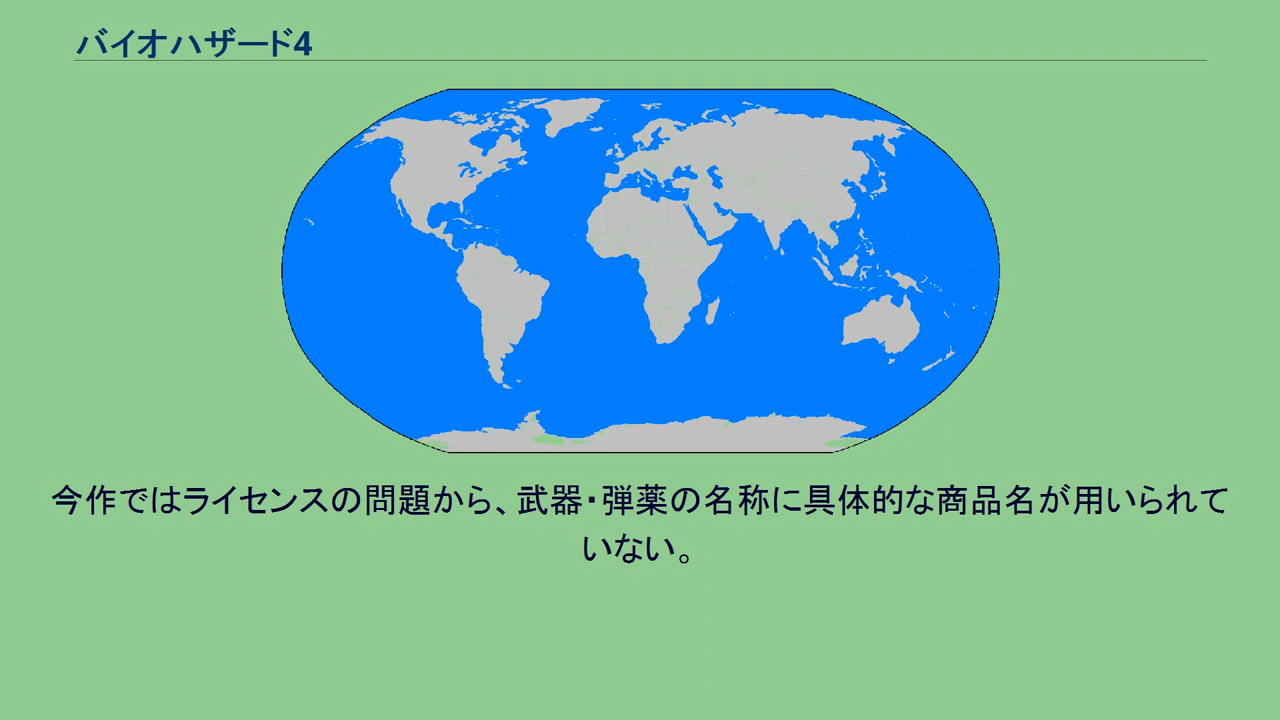 バイオハザード4
今作ではライセンスの問題から、武器・弾薬の名称に具体的な商品名が用いられて
いない。